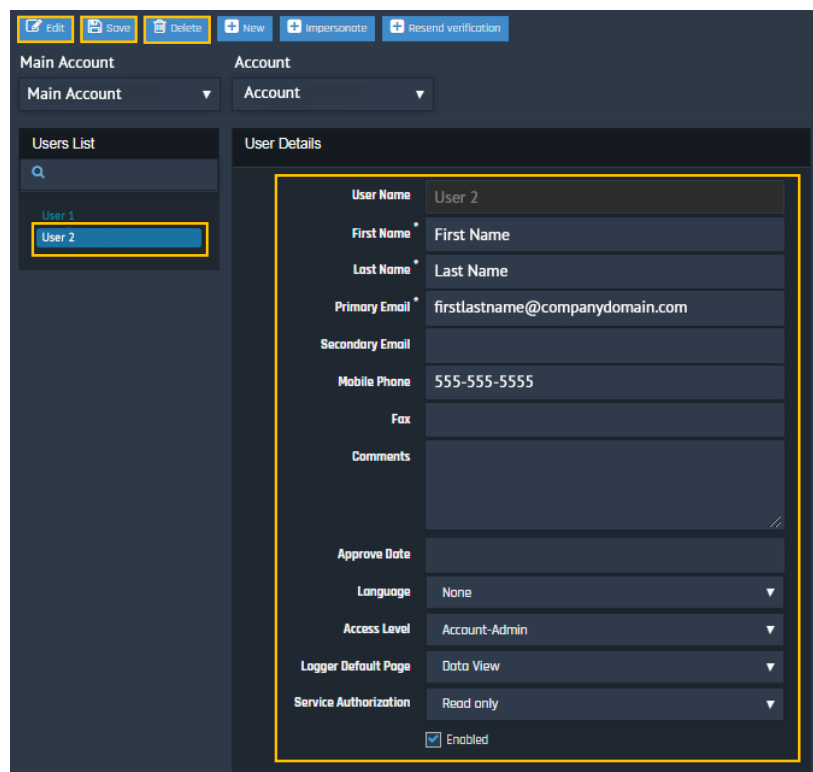 Edit Save Delete New Impersonate Resend verification
Main Account Account
Main Account Account
Users List
User 1
User 2
User Details
User Name User 2
First Name * First Name
Last Name * Last Name
Primary Email * firstlastname@companydomain.com
Secondary Email
Mobile Phone 555-555-5555
Fax
Comments
Approve Date
Language None
Access Level Account-Admin
Logger Default Page Data View
Service Authorization Read only
Enabled